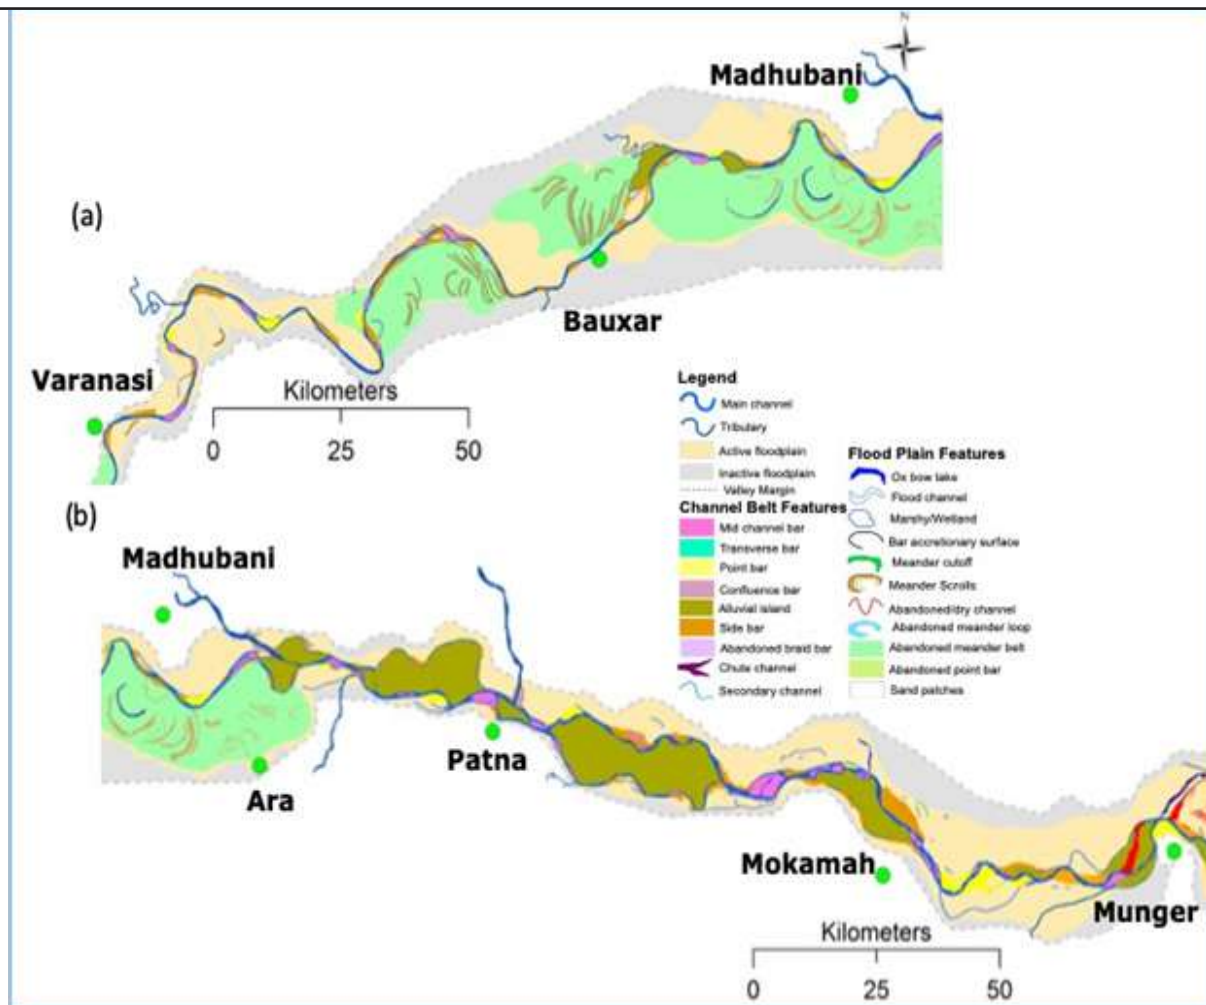 N
Madhubani
(a)
Bauxar
Varanasi
Kilometers
0 25 50
Legend
Main channel
Tributary
Active floodplain
Inactive floodplain
Valley Margin
Channel Belt Features
Mid channel bar
Transverse bar
Point bar
Confluence bar
Alluvial island
Side bar
Abandoned braid bar
Chute channel
Secondary channel
Flood Plain Features
Ox bow lake
Flood channel
Marshy/Wetland
Bar accretionary surface
Meander cutoff
Meander Scrolls
Abandoned/dry channel
Abandoned meander loop
Abandoned meander belt
Abandoned point bar
Sand patches
(b)
Madhubani
Ara
Patna
Mokamah
Munger
Kilometers
0 25 50